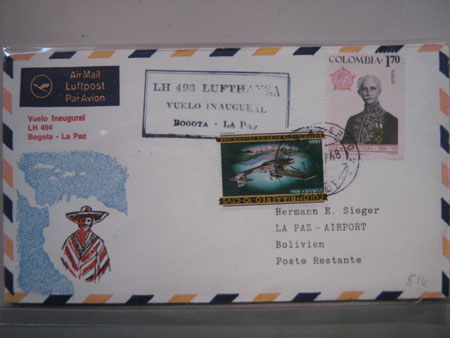 Air Mail
Luftpost
Par Avion
Vuelo Inaugural
LH 494
Bogota - La Paz
LH 493 LUFTHANSA
VUELO INAUGURAL
BOGOTA - LA PAZ
COLOMBIA 1,70
Hermann E. Sieger
LA PAZ - AIRPORT
Bolivien
Poste Restante